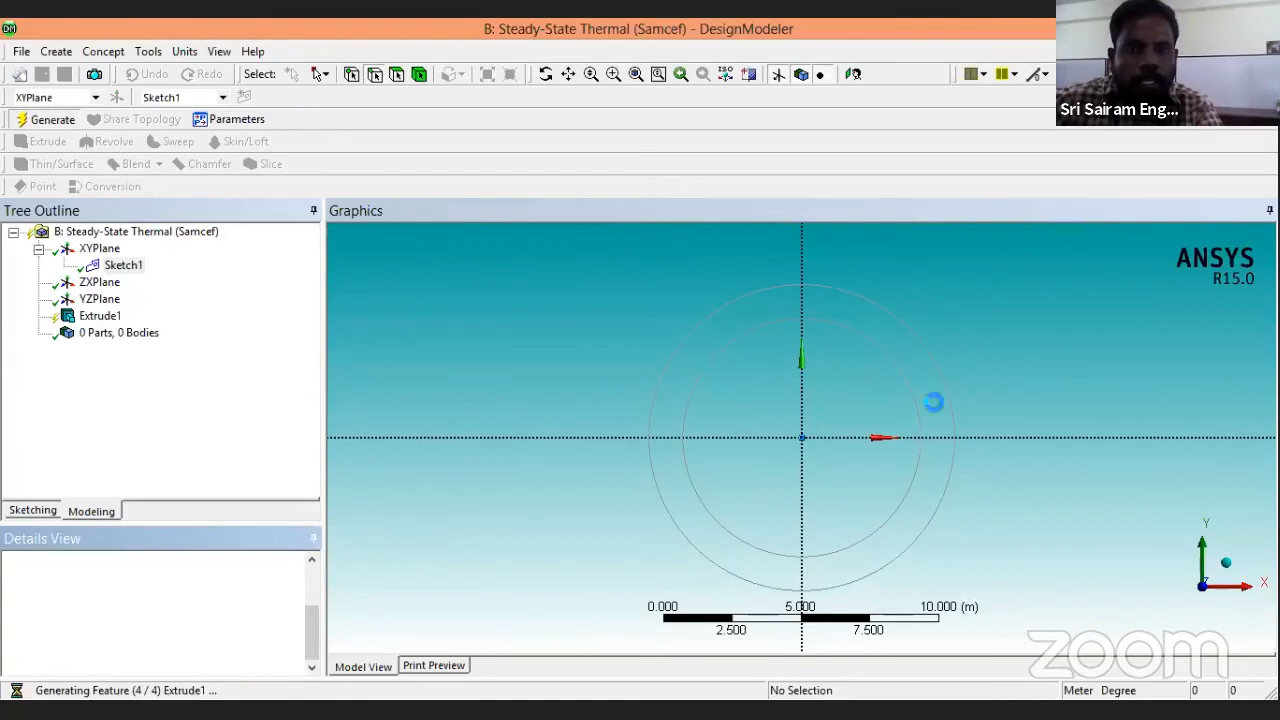 B: Steady-State Thermal (Samcef) - DesignModeler
File Create Concept Tools Units View Help
Undo Redo Select: ISO
XYPlane Sketch1
Sri Sairam Eng...
Generate Share Topology Parameters
Extrude Revolve Sweep Skin/Loft
Thin/Surface Blend Chamfer Slice
Point Conversion
Tree Outline
Graphics
B: Steady-State Thermal (Samcef)
XYPlane
Sketch1
ZXPlane
YZPlane
Extrude1
0 Parts, 0 Bodies
ANSYS
R15.0
Sketching Modeling
Details View
Y
X
Z
0.000 5.000 10.000 (m)
2.500 7.500
zoom
Model View Print Preview
Generating Feature (4 / 4) Extrude1 ... No Selection Meter Degree 0 0